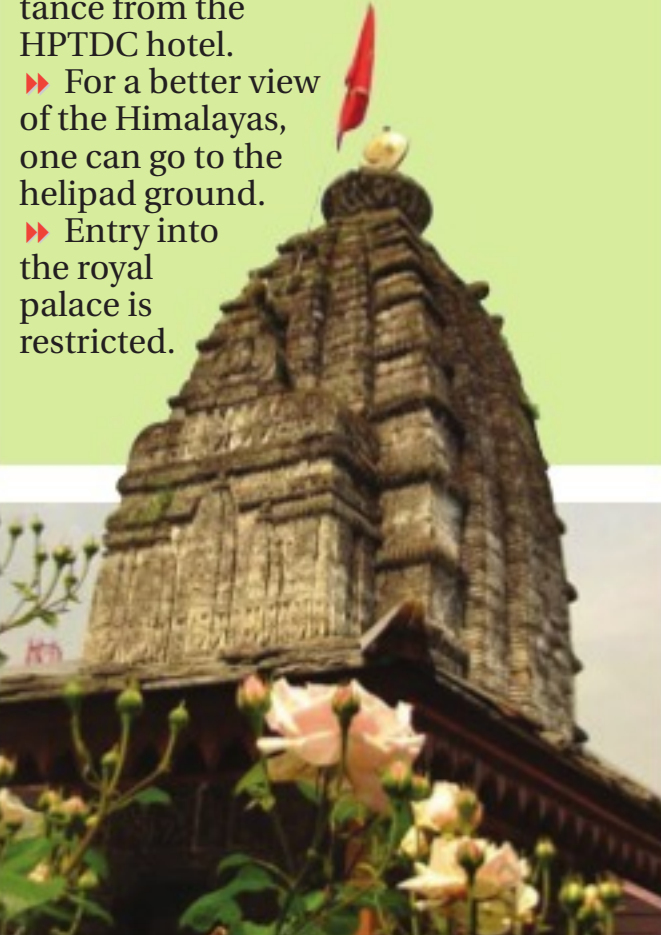 tance from the
HPTDC hotel.
For a better view
of the Himalayas,
one can go to the
helipad ground.
Entry into
the royal
palace is
restricted.